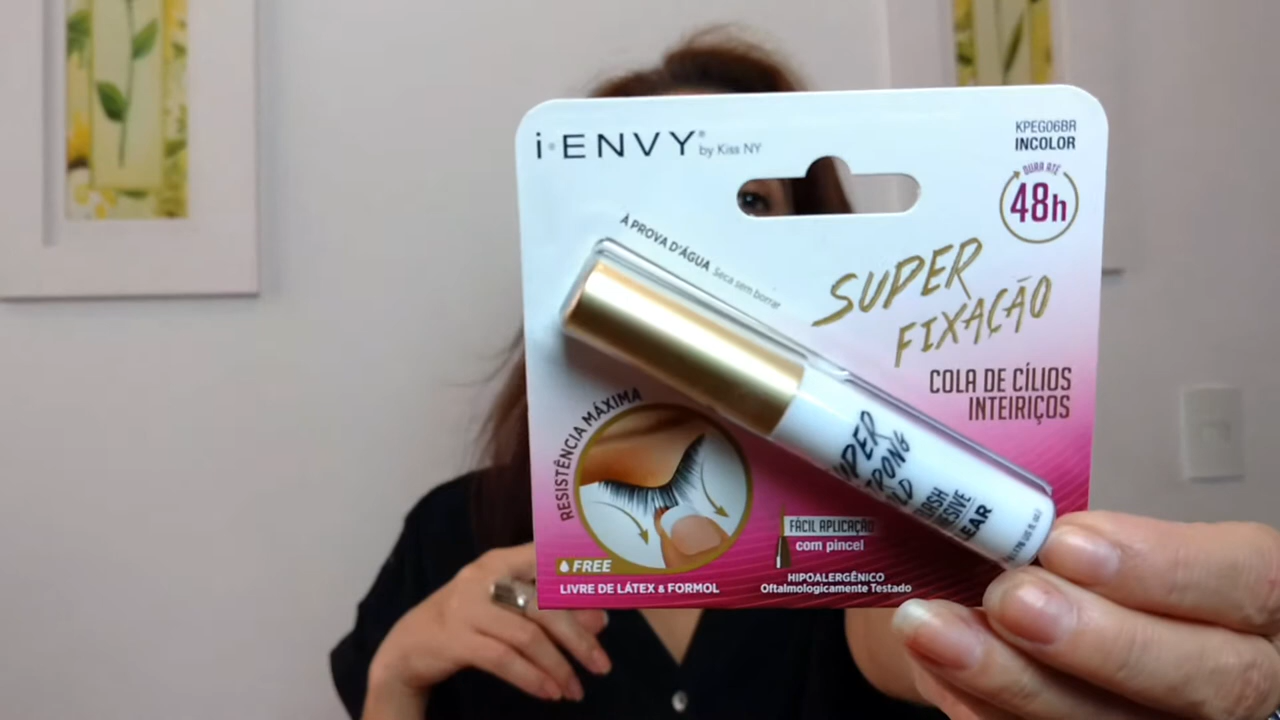 i·ENVY® by Kiss NY
KPEG06BR
INCOLOR
DURA ATÉ
48h
À PROVA D'ÁGUA Seca sem borrar
SUPER
FIXAÇÃO
COLA DE CÍLIOS
INTEIRIÇOS
RESISTÊNCIA MÁXIMA
FÁCIL APLICAÇÃO
com pincel
FREE
LIVRE DE LÁTEX & FORMOL
HIPOALERGÊNICO
Oftalmologicamente Testado